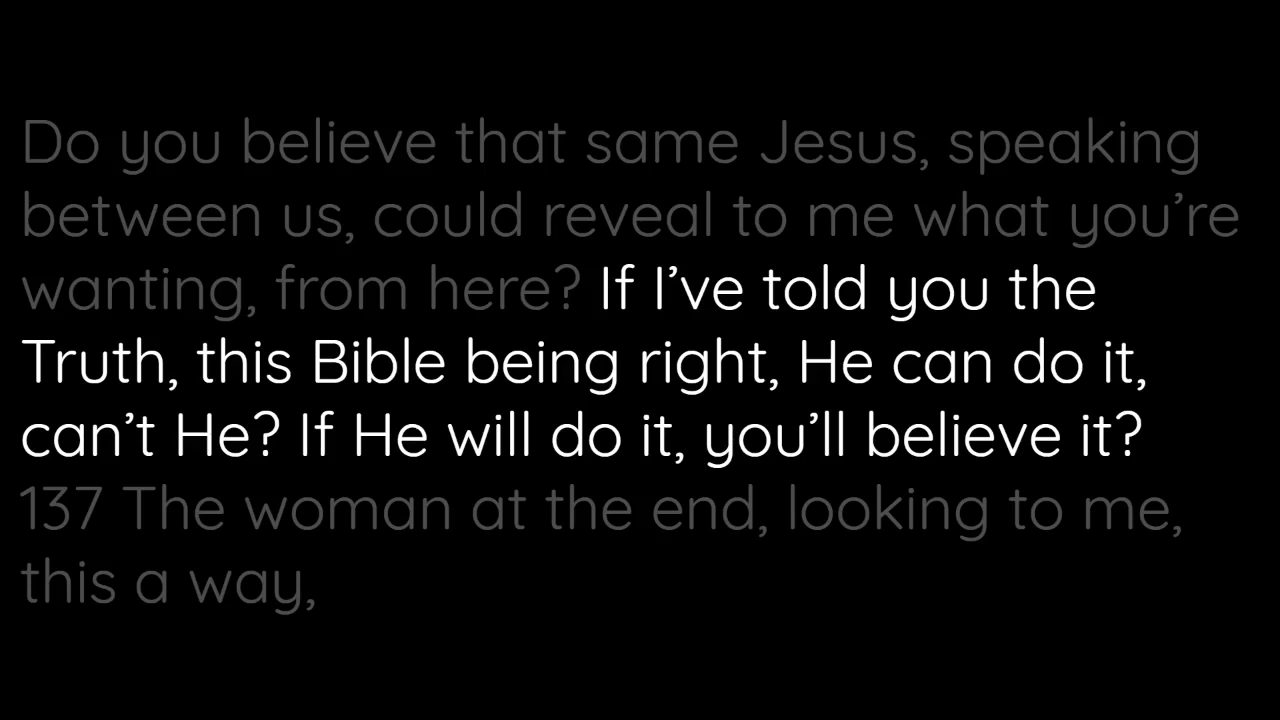 Do you believe that same Jesus, speaking
between us, could reveal to me what you’re
wanting, from here? If I’ve told you the
Truth, this Bible being right, He can do it,
can’t He? If He will do it, you’ll believe it?
137 The woman at the end, looking to me,
this a way,